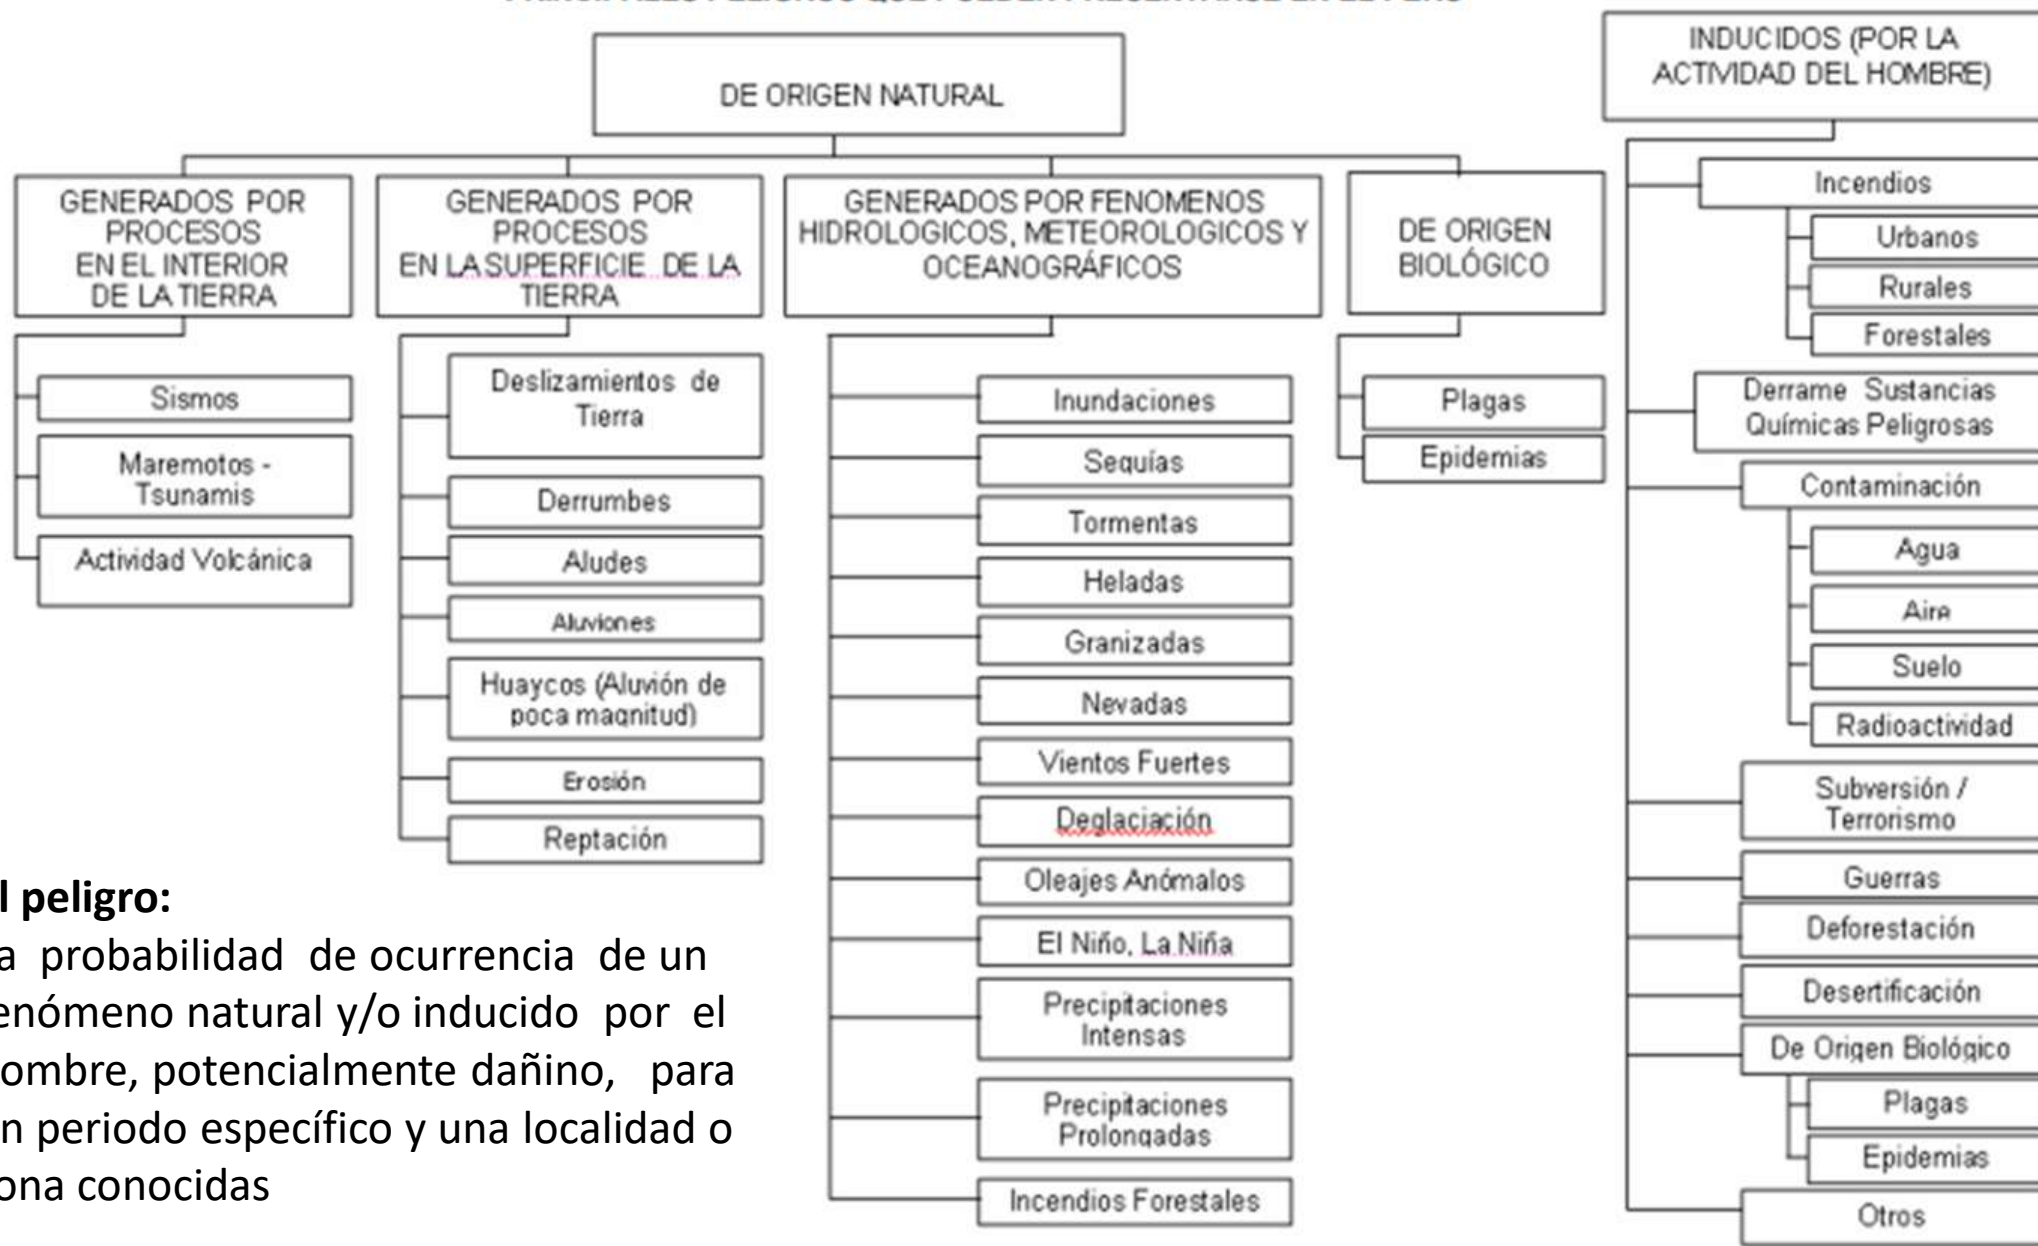 DE ORIGEN NATURAL
GENERADOS POR
PROCESOS
EN EL INTERIOR
DE LA TIERRA
Sismos
Maremotos -
Tsunamis
Actividad Volcánica
GENERADOS POR
PROCESOS
EN LA SUPERFICIE DE LA
TIERRA
Deslizamientos de
Tierra
Derrumbes
Aludes
Aluviones
Huaycos (Aluvión de
poca magnitud)
Erosión
Reptación
GENERADOS POR FENOMENOS
HIDROLOGICOS, METEOROLOGICOS Y
OCEANOGRÁFICOS
Inundaciones
Sequías
Tormentas
Heladas
Granizadas
Nevadas
Vientos Fuertes
Deglaciación
Oleajes Anómalos
El Niño, La Niña
Precipitaciones
Intensas
Precipitaciones
Prolongadas
Incendios Forestales
DE ORIGEN
BIOLÓGICO
Plagas
Epidemias
INDUCIDOS (POR LA
ACTIVIDAD DEL HOMBRE)
Incendios
Urbanos
Rurales
Forestales
Derrame Sustancias
Químicas Peligrosas
Contaminación
Agua
Aire
Suelo
Radioactividad
Subversión /
Terrorismo
Guerras
Deforestación
Desertificación
De Origen Biológico
Plagas
Epidemias
Otros
l peligro:
a probabilidad de ocurrencia de un
enómeno natural y/o inducido por el
ombre, potencialmente dañino, para
n periodo específico y una localidad o
ona conocidas